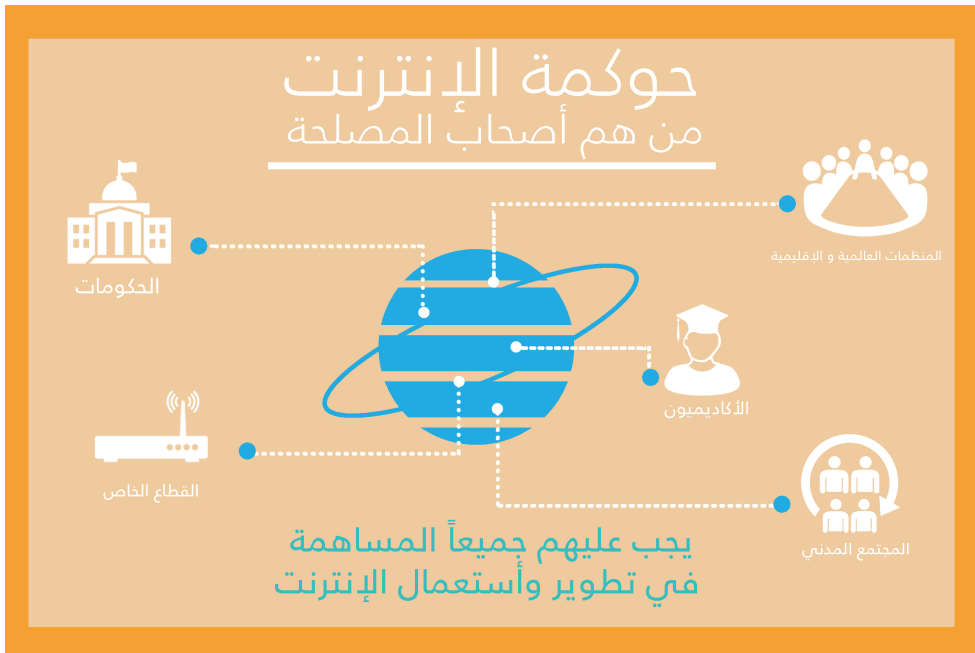 حوكمة الإنترنت
من هم أصحاب المصلحة
المنظمات العالمية و الإقليمية
الحكومات
الأكاديميون
القطاع الخاص
المجتمع المدني
يجب عليهم جميعاً المساهمة
في تطوير وأستعمال الإنترنت